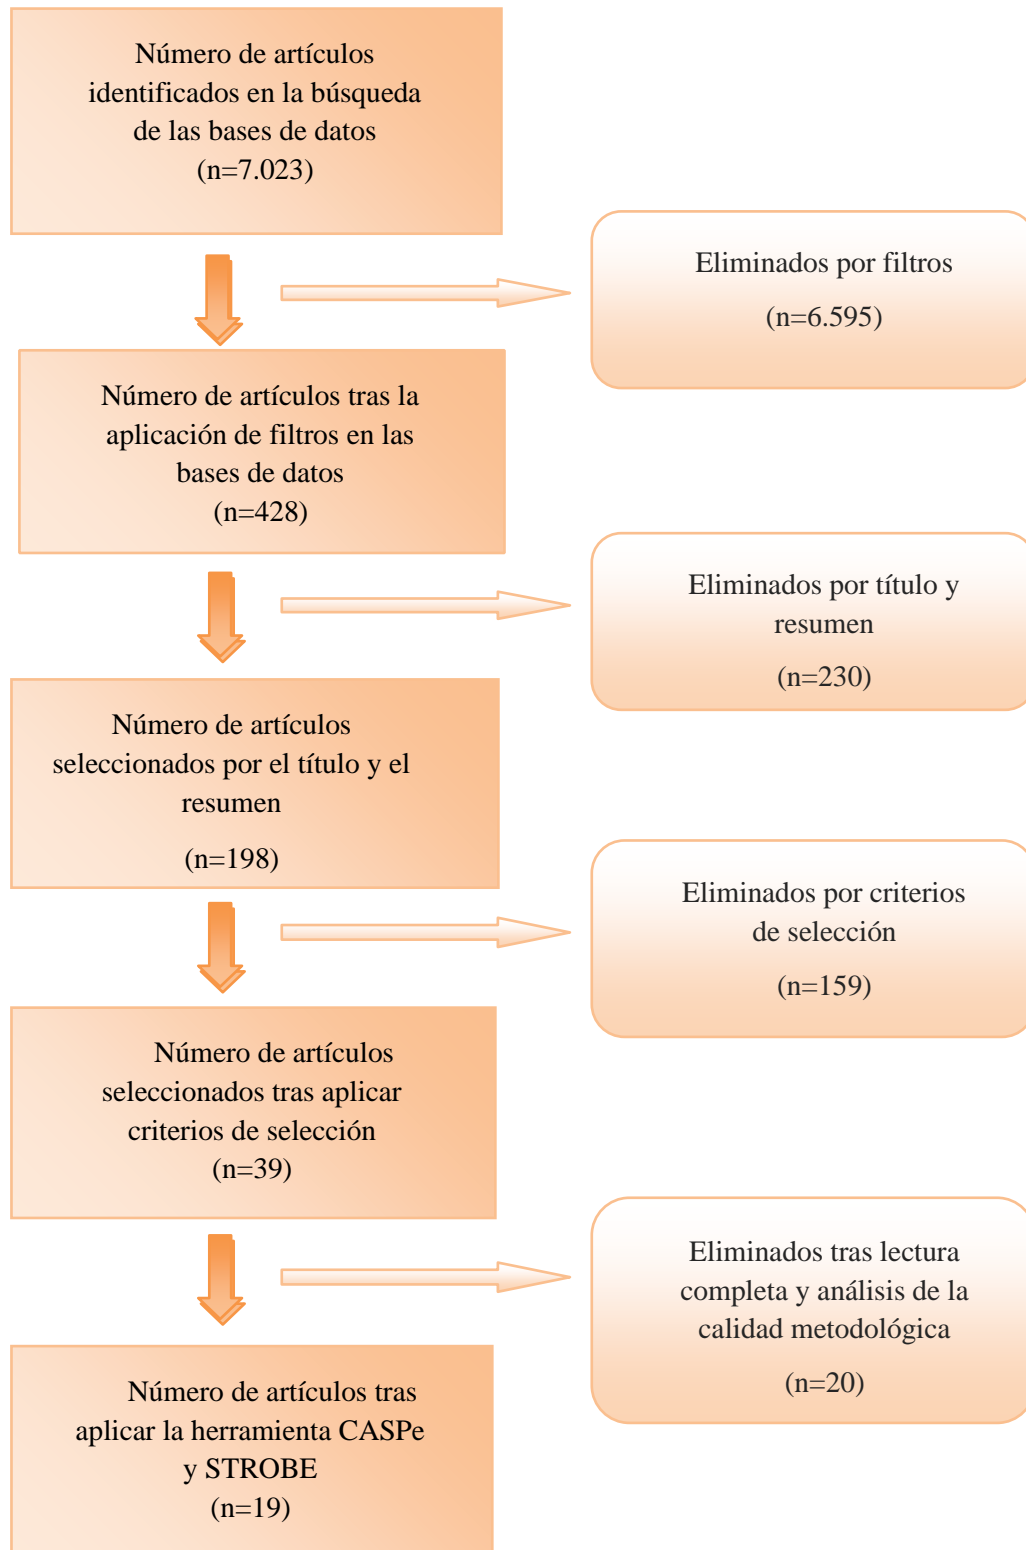 Número de artículos
identificados en la búsqueda
de las bases de datos
(n=7.023)
Eliminados por filtros
(n=6.595)
Número de artículos tras la
aplicación de filtros en las
bases de datos
(n=428)
Eliminados por título y
resumen
(n=230)
Número de artículos
seleccionados por el título y el
resumen
(n=198)
Eliminados por criterios
de selección
(n=159)
Número de artículos
seleccionados tras aplicar
criterios de selección
(n=39)
Eliminados tras lectura
completa y análisis de la
calidad metodológica
(n=20)
Número de artículos tras
aplicar la herramienta CASPe
y STROBE
(n=19)